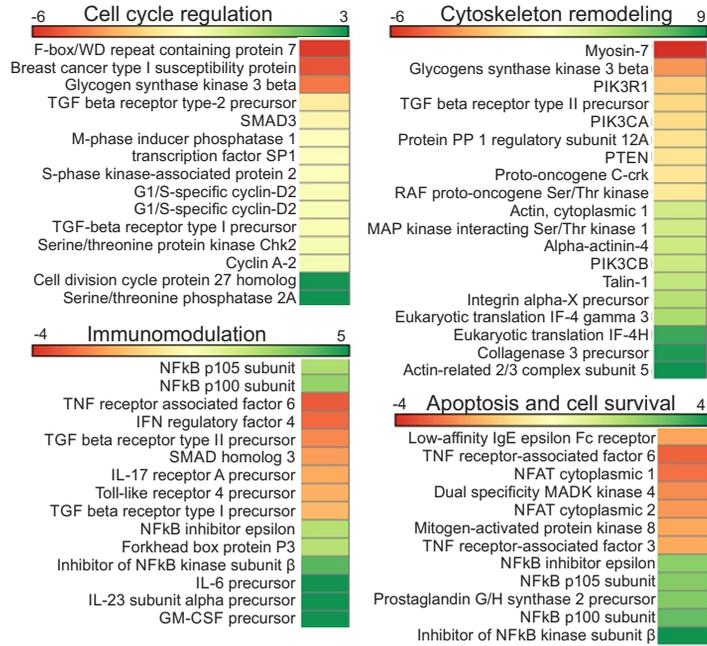 Cell cycle regulation
-6 3
F-box/WD repeat containing protein 7
Breast cancer type I susceptibility protein
Glycogen synthase kinase 3 beta
TGF beta receptor type-2 precursor
SMAD3
M-phase inducer phosphatase 1
transcription factor SP1
S-phase kinase-associated protein 2
G1/S-specific cyclin-D2
G1/S-specific cyclin-D2
TGF-beta receptor type I precursor
Serine/threonine protein kinase Chk2
Cyclin A-2
Cell division cycle protein 27 homolog
Serine/threonine phosphatase 2A
Immunomodulation
-4 5
NFkB p105 subunit
NFkB p100 subunit
TNF receptor associated factor 6
IFN regulatory factor 4
TGF beta receptor type II precursor
SMAD homolog 3
IL-17 receptor A precursor
Toll-like receptor 4 precursor
TGF beta receptor type I precursor
NFkB inhibitor epsilon
Forkhead box protein P3
Inhibitor of NFkB kinase subunit β
IL-6 precursor
IL-23 subunit alpha precursor
GM-CSF precursor
Cytoskeleton remodeling
-6 9
Myosin-7
Glycogens synthase kinase 3 beta
PIK3R1
TGF beta receptor type II precursor
PIK3CA
Protein PP 1 regulatory subunit 12A
PTEN
Proto-oncogene C-crk
RAF proto-oncogene Ser/Thr kinase
Actin, cytoplasmic 1
MAP kinase interacting Ser/Thr kinase 1
Alpha-actinin-4
PIK3CB
Talin-1
Integrin alpha-X precursor
Eukaryotic translation IF-4 gamma 3
Eukaryotic translation IF-4H
Collagenase 3 precursor
Actin-related 2/3 complex subunit 5
Apoptosis and cell survival
-4 4
Low-affinity IgE epsilon Fc receptor
TNF receptor-associated factor 6
NFAT cytoplasmic 1
Dual specificity MADK kinase 4
NFAT cytoplasmic 2
Mitogen-activated protein kinase 8
TNF receptor-associated factor 3
NFkB inhibitor epsilon
NFkB p105 subunit
Prostaglandin G/H synthase 2 precursor
NFkB p100 subunit
Inhibitor of NFkB kinase subunit β